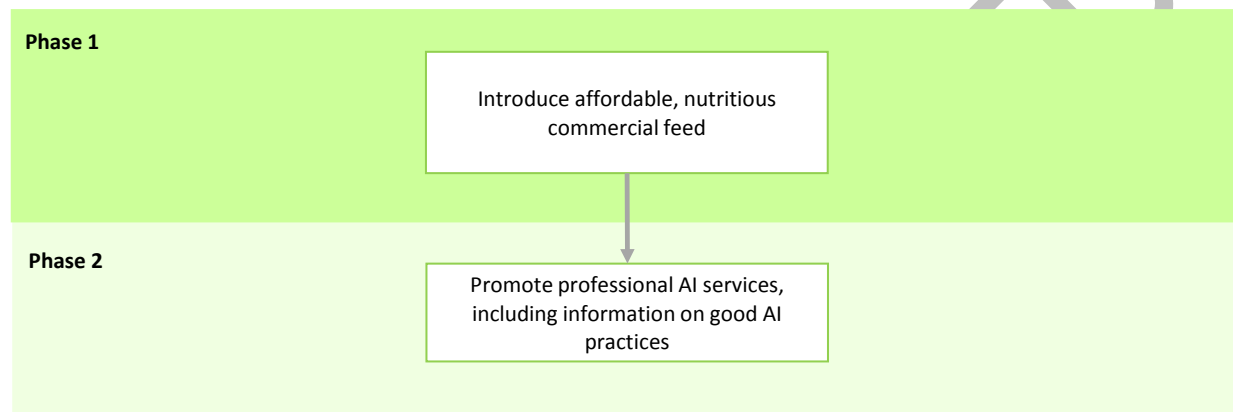 Phase 1
Introduce affordable, nutritious
commercial feed
Phase 2
Promote professional AI services,
including information on good AI
practices